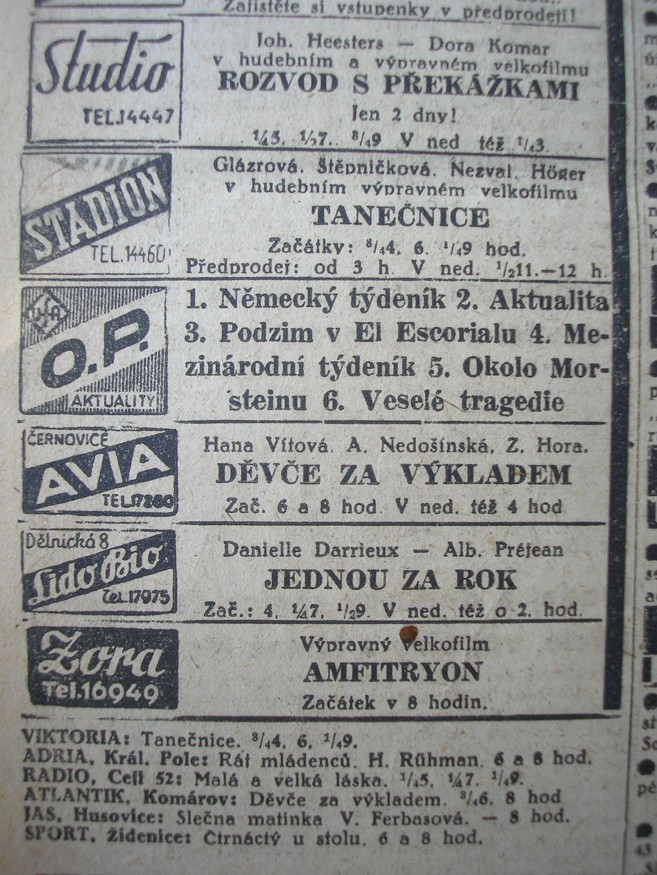 Zajistěte si vstupenky v předprodeji!
Studio
TEL.14447
Joh. Heesters — Dora Komar
v hudebním a výpravném velkofilmu
ROZVOD S PŘEKÁŽKAMI
Jen 2 dny!
¼5, ¼7, ¾9 V ned též ¼3.
STADION
TEL.14460
Glázrová, Štěpničková, Nezval, Höger
v hudebním výpravném velkofilmu
TANEČNICE
Začátky: ¾4, 6, ¼9 hod.
Předprodej: od 3 h. V ned. ½11.—12 h.
UFA
O.P.
AKTUALITY
1. Německý týdeník 2. Aktualita
3. Podzim v El Escorialu 4. Me-
zinárodní týdeník 5. Okolo Mor-
steinu 6. Veselé tragedie
ČERNOVICE
AVIA
TEL.17280
Hana Vítová, A. Nedošínská, Z. Hora.
DĚVČE ZA VÝKLADEM
Zač. 6 a 8 hod. V ned. též 4 hod
Dělnická 8
Lido Bio
Tel.17975
Danielle Darrieux — Alb. Préjean
JEDNOU ZA ROK
Zač.: 4, ¼7, ½9. V ned. též o 2. hod.
Zora
Tel.16949
Výpravný velkofilm
AMFITRYON
Začátek v 8 hodin.
VIKTORIA: Tanečnice. ¾4, 6, ¼9.
ADRIA, Král. Pole: Ráj mládenců. H. Rühman. 6 a 8 hod.
RADIO, Cejl 52: Malá a velká láska. ¼5, ¼7, ¼9.
ATLANTIK, Komárov: Děvče za výkladem. ¾6, 8 hod
JAS, Husovice: Slečna matinka V. Ferbasová. — 8 hod.
SPORT, Židenice: Čtrnáctý u stolu. 6 a 8 hod.